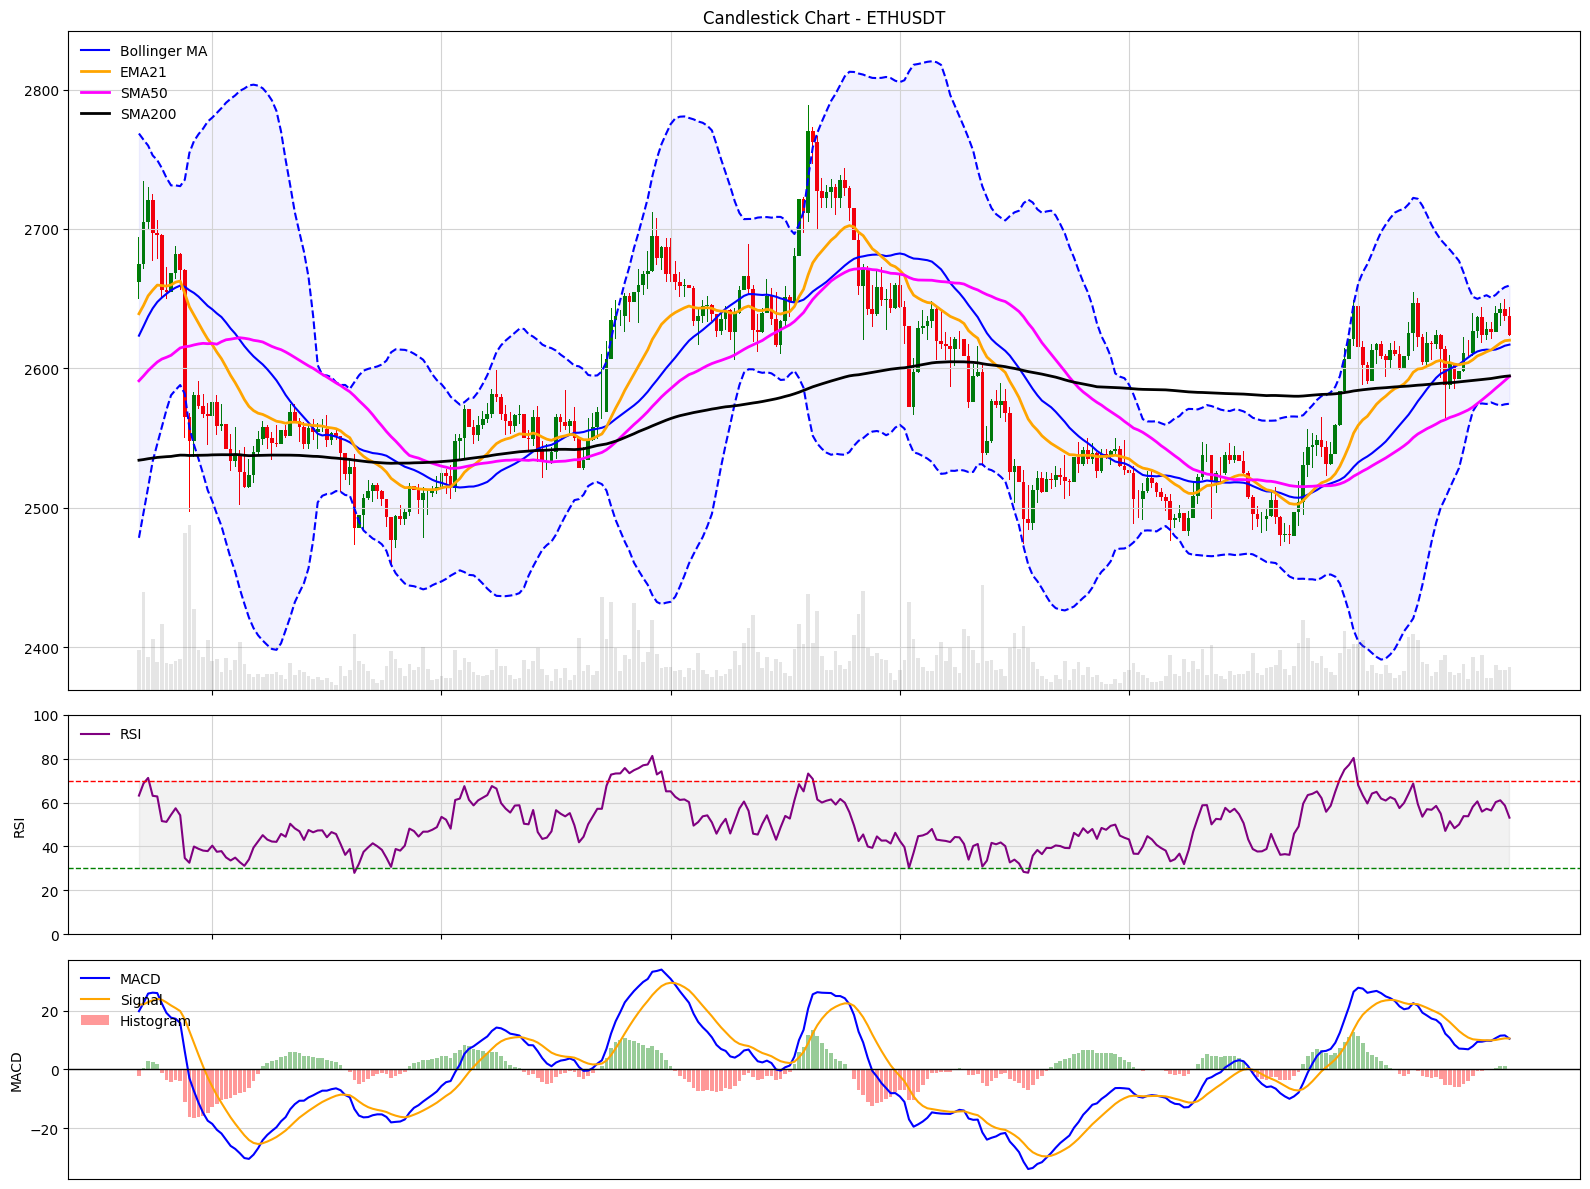 Candlestick Chart - ETHUSDT
Bollinger MA
EMA21
SMA50
SMA200
2800
2700
2600
2500
2400
RSI
100
80
60
40
20
0
RSI
MACD
Signal
Histogram
20
0
−20
MACD